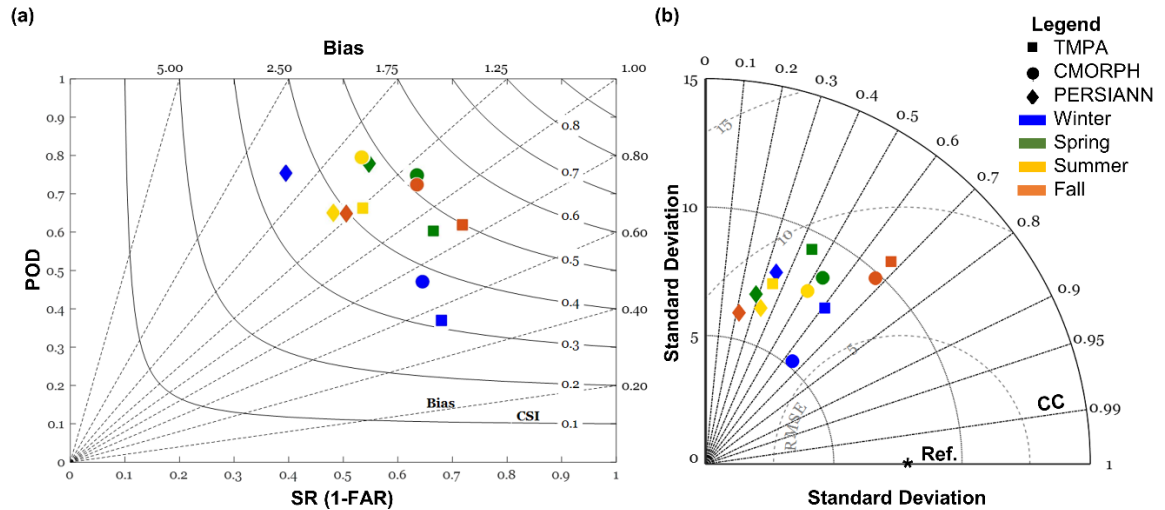 (a)
Bias
5.00 2.50 1.75 1.25 1.00
1
0.9
0.8
0.7
0.6
0.5
0.4
0.3
0.2
0.1
0
POD
0.8
0.7
0.6
0.5
0.4
0.3
0.2
0.1
0.80
0.60
0.40
0.20
Bias
CSI
0 0.1 0.2 0.3 0.4 0.5 0.6 0.7 0.8 0.9 1
SR (1-FAR)
(b)
Legend
TMPA
CMORPH
PERSIANN
Winter
Spring
Summer
Fall
0 0.1 0.2 0.3 0.4 0.5 0.6 0.7 0.8 0.9 0.95 0.99 1
CC
15
10
5
0
Standard Deviation
15
10
5
RMSE
Ref.
*
Standard Deviation